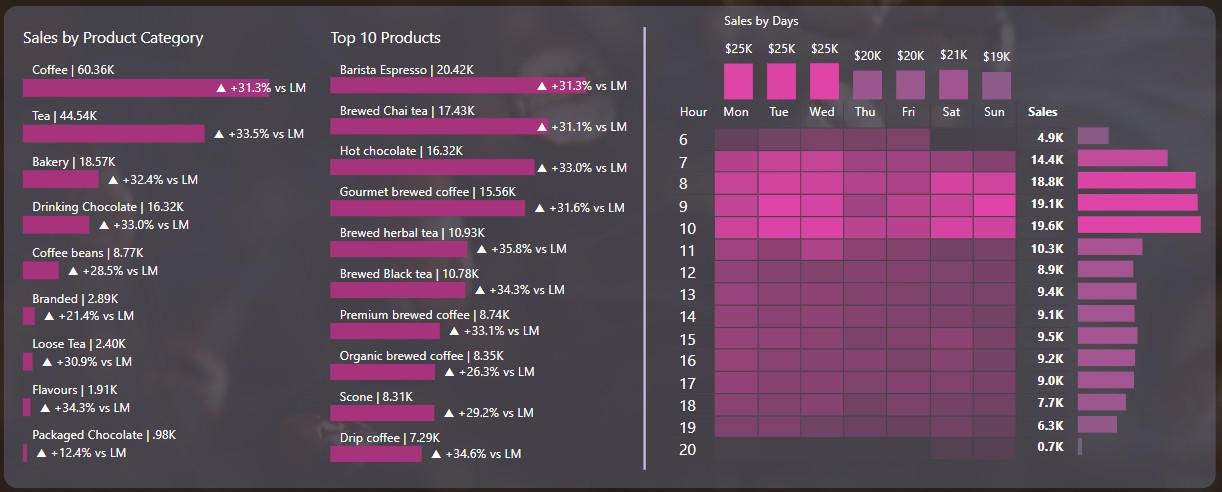 Sales by Product Category
Coffee | 60.36K
▲ +31.3% vs LM
Tea | 44.54K
▲ +33.5% vs LM
Bakery | 18.57K
▲ +32.4% vs LM
Drinking Chocolate | 16.32K
▲ +33.0% vs LM
Coffee beans | 8.77K
▲ +28.5% vs LM
Branded | 2.89K
▲ +21.4% vs LM
Loose Tea | 2.40K
▲ +30.9% vs LM
Flavours | 1.91K
▲ +34.3% vs LM
Packaged Chocolate | .98K
▲ +12.4% vs LM
Top 10 Products
Barista Espresso | 20.42K
▲ +31.3% vs LM
Brewed Chai tea | 17.43K
▲ +31.1% vs LM
Hot chocolate | 16.32K
▲ +33.0% vs LM
Gourmet brewed coffee | 15.56K
▲ +31.6% vs LM
Brewed herbal tea | 10.93K
▲ +35.8% vs LM
Brewed Black tea | 10.78K
▲ +34.3% vs LM
Premium brewed coffee | 8.74K
▲ +33.1% vs LM
Organic brewed coffee | 8.35K
▲ +26.3% vs LM
Scone | 8.31K
▲ +29.2% vs LM
Drip coffee | 7.29K
▲ +34.6% vs LM
Sales by Days
$25K $25K $25K $20K $20K $21K $19K
Hour Mon Tue Wed Thu Fri Sat Sun Sales
6 4.9K
7 14.4K
8 18.8K
9 19.1K
10 19.6K
11 10.3K
12 8.9K
13 9.4K
14 9.1K
15 9.5K
16 9.2K
17 9.0K
18 7.7K
19 6.3K
20 0.7K